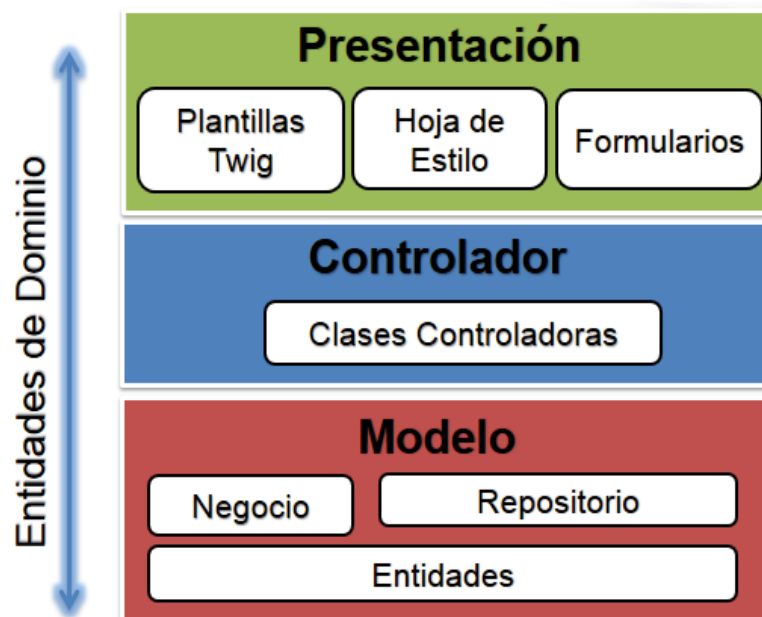 Entidades de Dominio
Presentación
Plantillas
Twig
Hoja de
Estilo
Formularios
Controlador
Clases Controladoras
Modelo
Negocio
Repositorio
Entidades